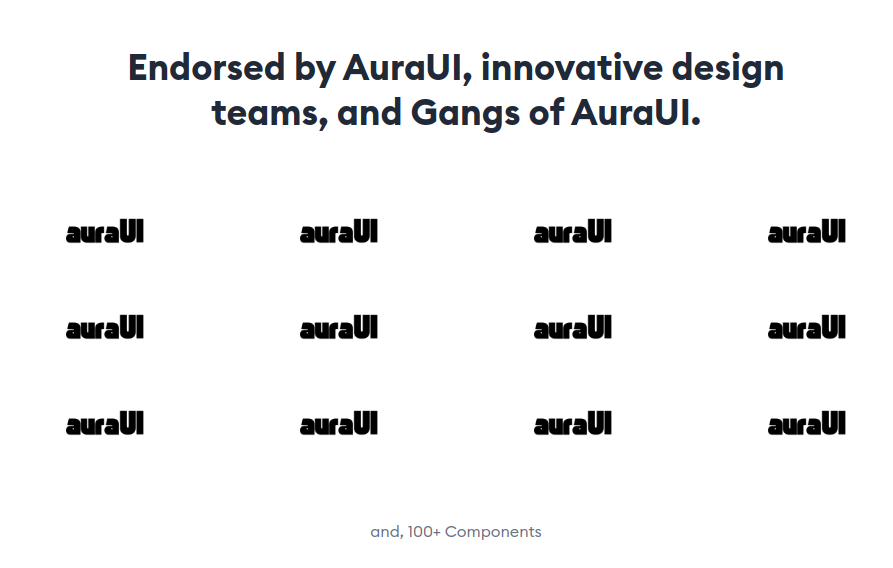 Endorsed by AuraUI, innovative design
teams, and Gangs of AuraUI.
auraUI auraUI auraUI auraUI
auraUI auraUI auraUI auraUI
auraUI auraUI auraUI auraUI
and, 100+ Components